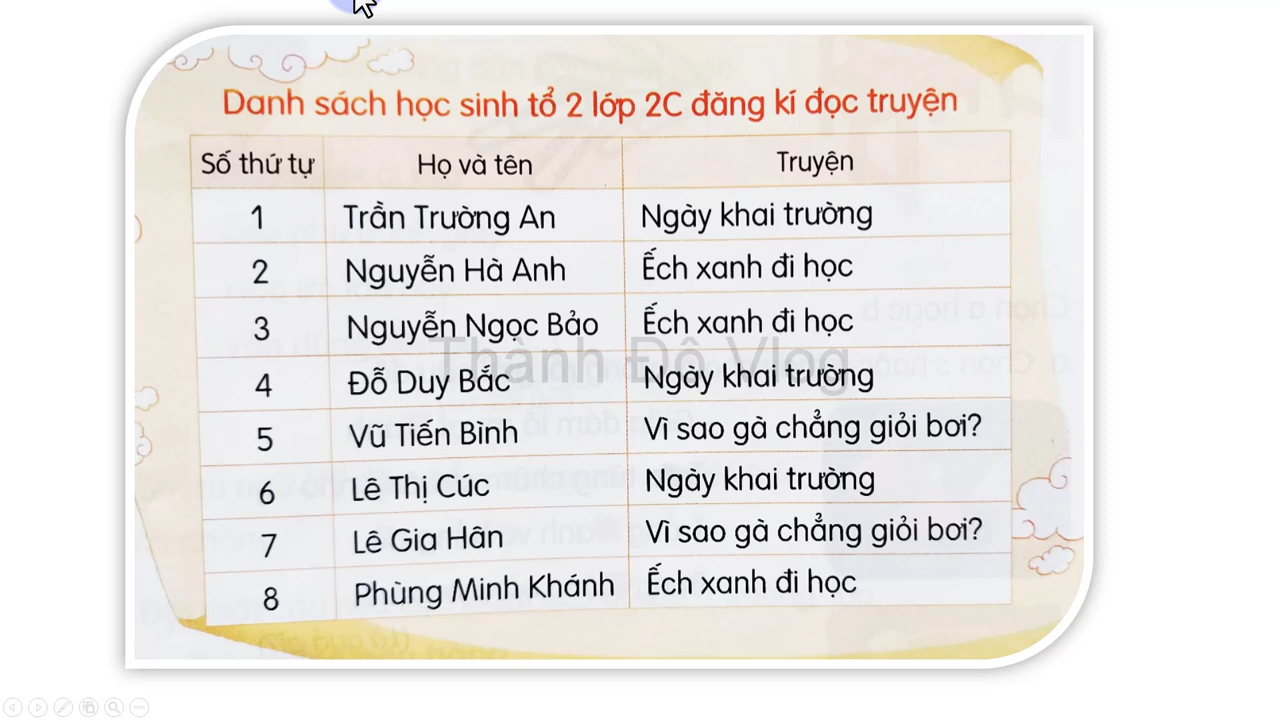 Danh sách học sinh tổ 2 lớp 2C đăng kí đọc truyện
Số thứ tự Họ và tên Truyện
1 Trần Trường An Ngày khai trường
2 Nguyễn Hà Anh Ếch xanh đi học
3 Nguyễn Ngọc Bảo Ếch xanh đi học
Thành Đô Vlog
4 Đỗ Duy Bắc Ngày khai trường
5 Vũ Tiến Bình Vì sao gà chẳng giỏi bơi?
6 Lê Thị Cúc Ngày khai trường
7 Lê Gia Hân Vì sao gà chẳng giỏi bơi?
8 Phùng Minh Khánh Ếch xanh đi học